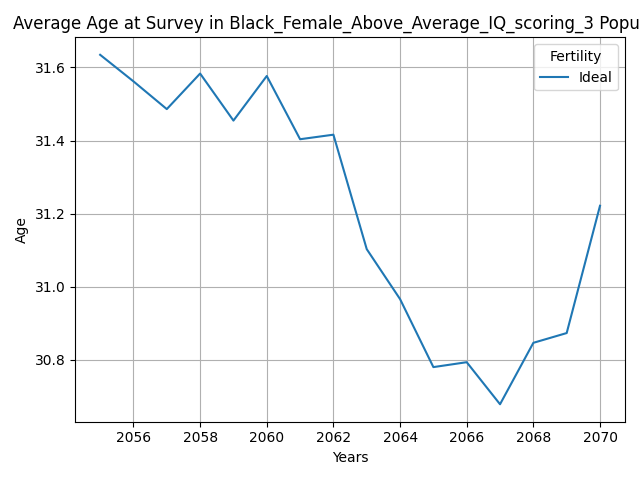 Average Age at Survey in Black_Female_Above_Average_IQ_scoring_3 Popu
Fertility
Ideal
31.6
31.4
31.2
31.0
30.8
Age
2056 2058 2060 2062 2064 2066 2068 2070
Years